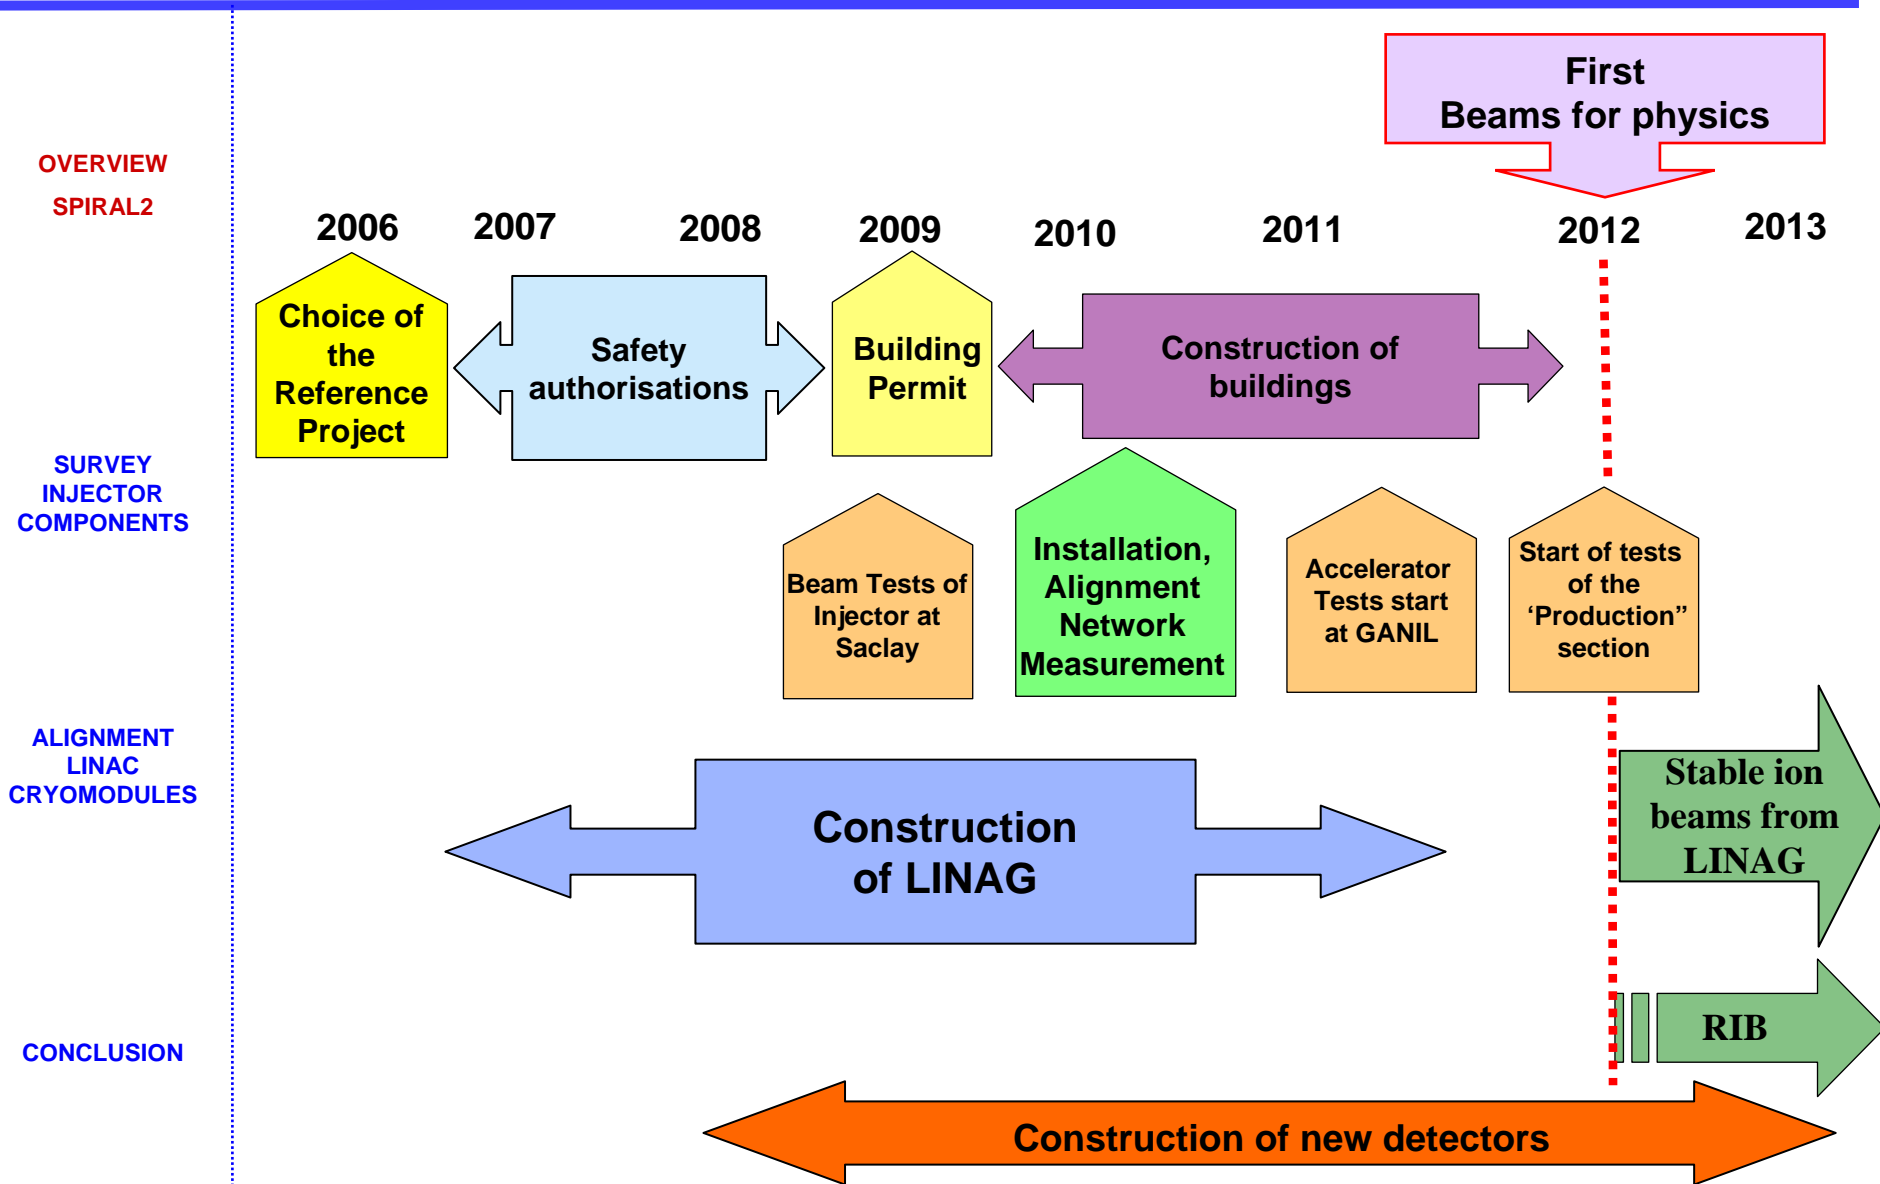 First
Beams for physics
OVERVIEW
SPIRAL2
2006 2007 2008 2009 2010 2011 2012 2013
Choice of
the
Reference
Project
Safety
authorisations
Building
Permit
Construction of
buildings
SURVEY
INJECTOR
COMPONENTS
Beam Tests of
Injector at
Saclay
Installation,
Alignment
Network
Measurement
Accelerator
Tests start
at GANIL
Start of tests
of the
‘Production”
section
ALIGNMENT
LINAC
CRYOMODULES
Construction
of LINAG
Stable ion
beams from
LINAG
CONCLUSION
RIB
Construction of new detectors